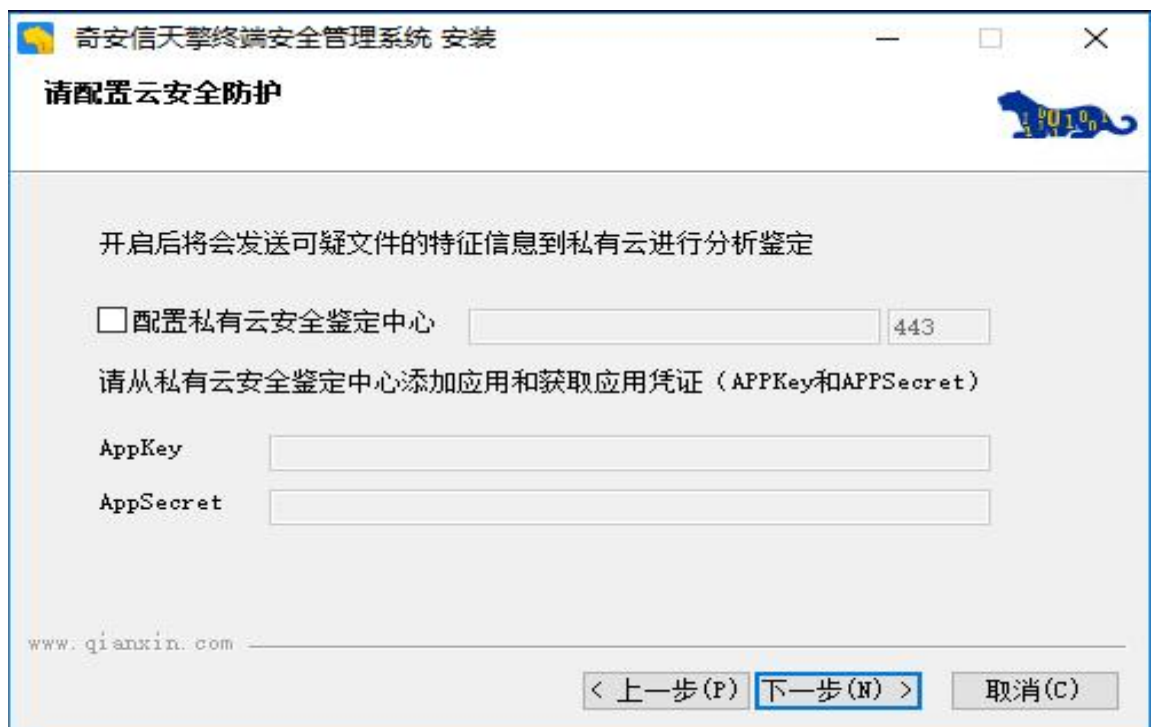 奇安信天擎终端安全管理系统 安装
请配置云安全防护
开启后将会发送可疑文件的特征信息到私有云进行分析鉴定
配置私有云安全鉴定中心 443
请从私有云安全鉴定中心添加应用和获取应用凭证（APPKey和APPSecret）
AppKey
AppSecret
www.qianxin.com
< 上一步(P) 下一步(N) > 取消(C)